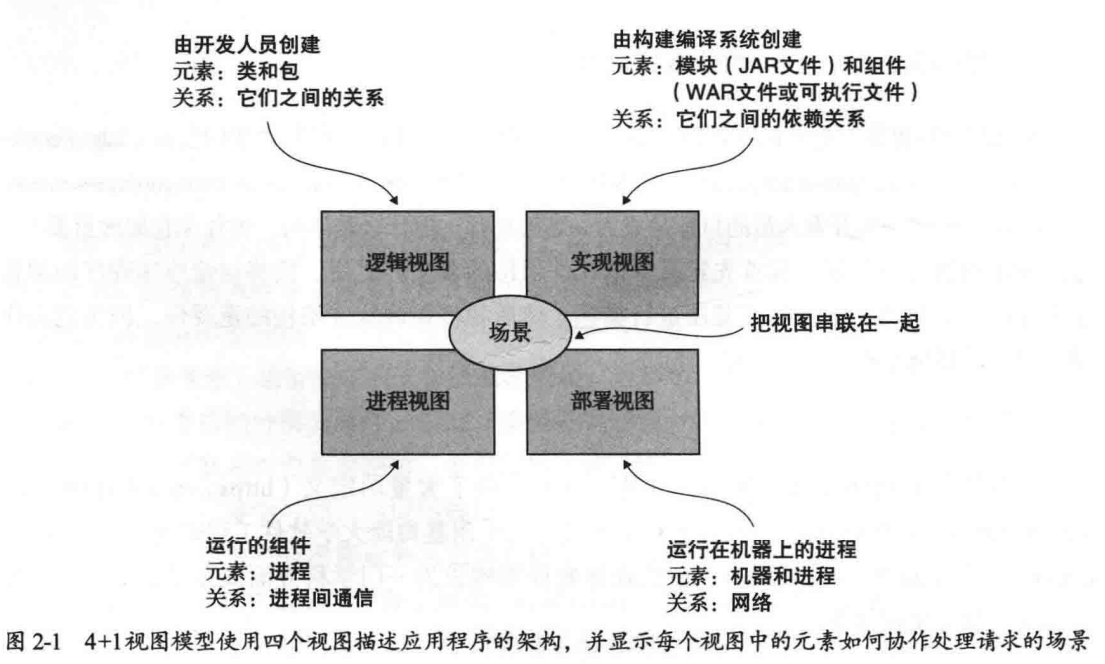 由开发人员创建
元素：类和包
关系：它们之间的关系
由构建编译系统创建
元素：模块（JAR文件）和组件
（WAR文件或可执行文件）
关系：它们之间的依赖关系
逻辑视图
实现视图
场景
把视图串联在一起
进程视图
部署视图
运行的组件
元素：进程
关系：进程间通信
运行在机器上的进程
元素：机器和进程
关系：网络
图 2-1 4+1视图模型使用四个视图描述应用程序的架构，并显示每个视图中的元素如何协作处理请求的场景